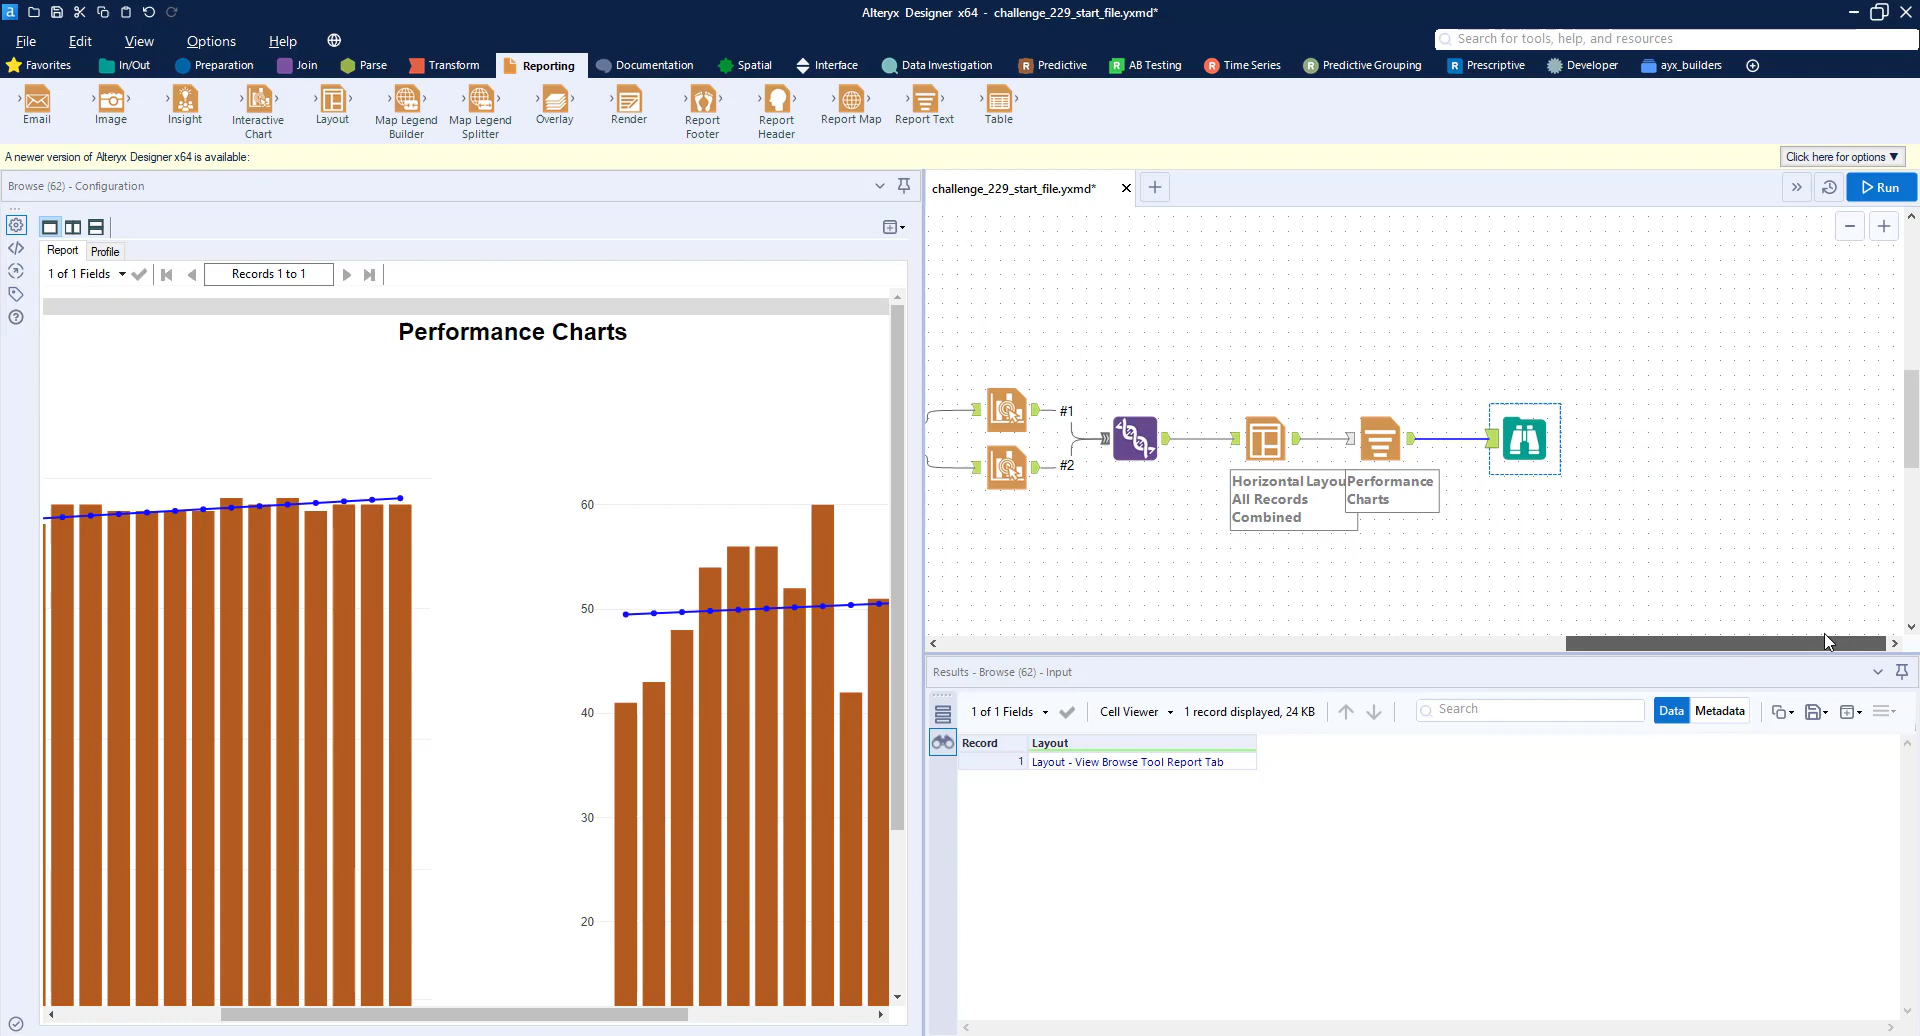 Alteryx Designer x64 - challenge_229_start_file.yxmd*
File Edit View Options Help
Search for tools, help, and resources
Favorites In/Out Preparation Join Parse Transform Reporting Documentation Spatial Interface Data Investigation Predictive AB Testing Time Series Predictive Grouping Prescriptive Developer ayx_builders
Email
Image
Insight
Interactive
Chart
Layout
Map Legend
Builder
Map Legend
Splitter
Overlay
Render
Report
Footer
Report
Header
Report Map
Report Text
Table
A newer version of Alteryx Designer x64 is available:
Click here for options ▼
Browse (62) - Configuration
Report Profile
1 of 1 Fields
Records 1 to 1
Performance Charts
60
50
40
30
20
challenge_229_start_file.yxmd*
Run
#1
#2
Horizontal Layou
All Records
Combined
Performance
Charts
Results - Browse (62) - Input
1 of 1 Fields Cell Viewer 1 record displayed, 24 KB Search Data Metadata
Record Layout
1 Layout - View Browse Tool Report Tab